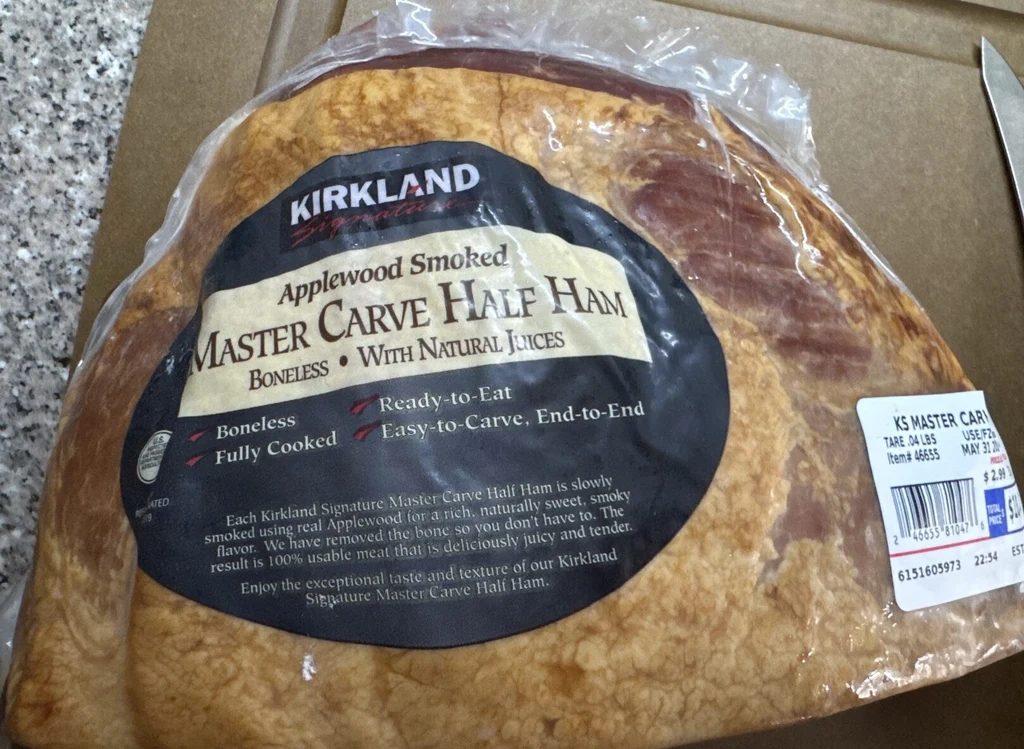 KIRKLAND
Signature
Applewood Smoked
MASTER CARVE HALF HAM
BONELESS • WITH NATURAL JUICES
Boneless
Fully Cooked
Ready-to-Eat
Easy-to-Carve, End-to-End
U.S.
Each Kirkland Signature Master Carve Half Ham is slowly
smoked using real Applewood for a rich, naturally sweet, smoky
flavor. We have removed the bone so you don't have to. The
result is 100% usable meat that is deliciously juicy and tender.
Enjoy the exceptional taste and texture of our Kirkland
Signature Master Carve Half Ham.
KS MASTER CARV
TARE .04 LBS
Item# 46655
USE/FZ
MAY 31
$ 2.99
TOTAL
PRICE
2 46655 81047
6151605973 22:54 EST